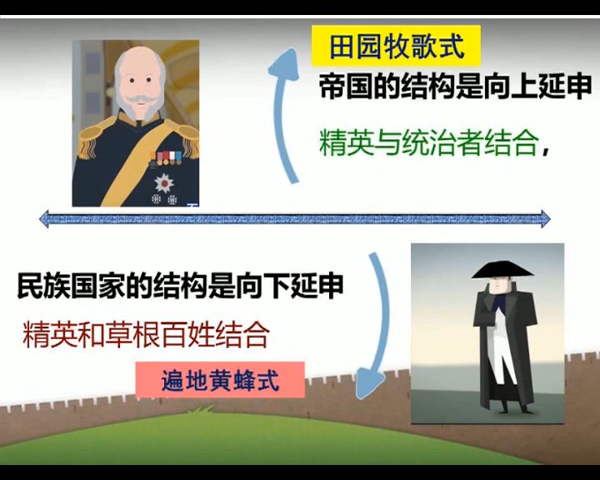 田园牧歌式
帝国的结构是向上延申
精英与统治者结合，
民族国家的结构是向下延申
精英和草根百姓结合
遍地黄蜂式